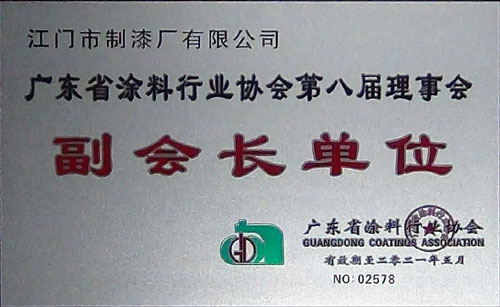 江门市制漆厂有限公司
广东省涂料行业协会第八届理事会
副会长单位
广东省涂料行业协会
GUANGDONG COATINGS ASSOCIATION
有效期至二零二一年五月
NO:02578